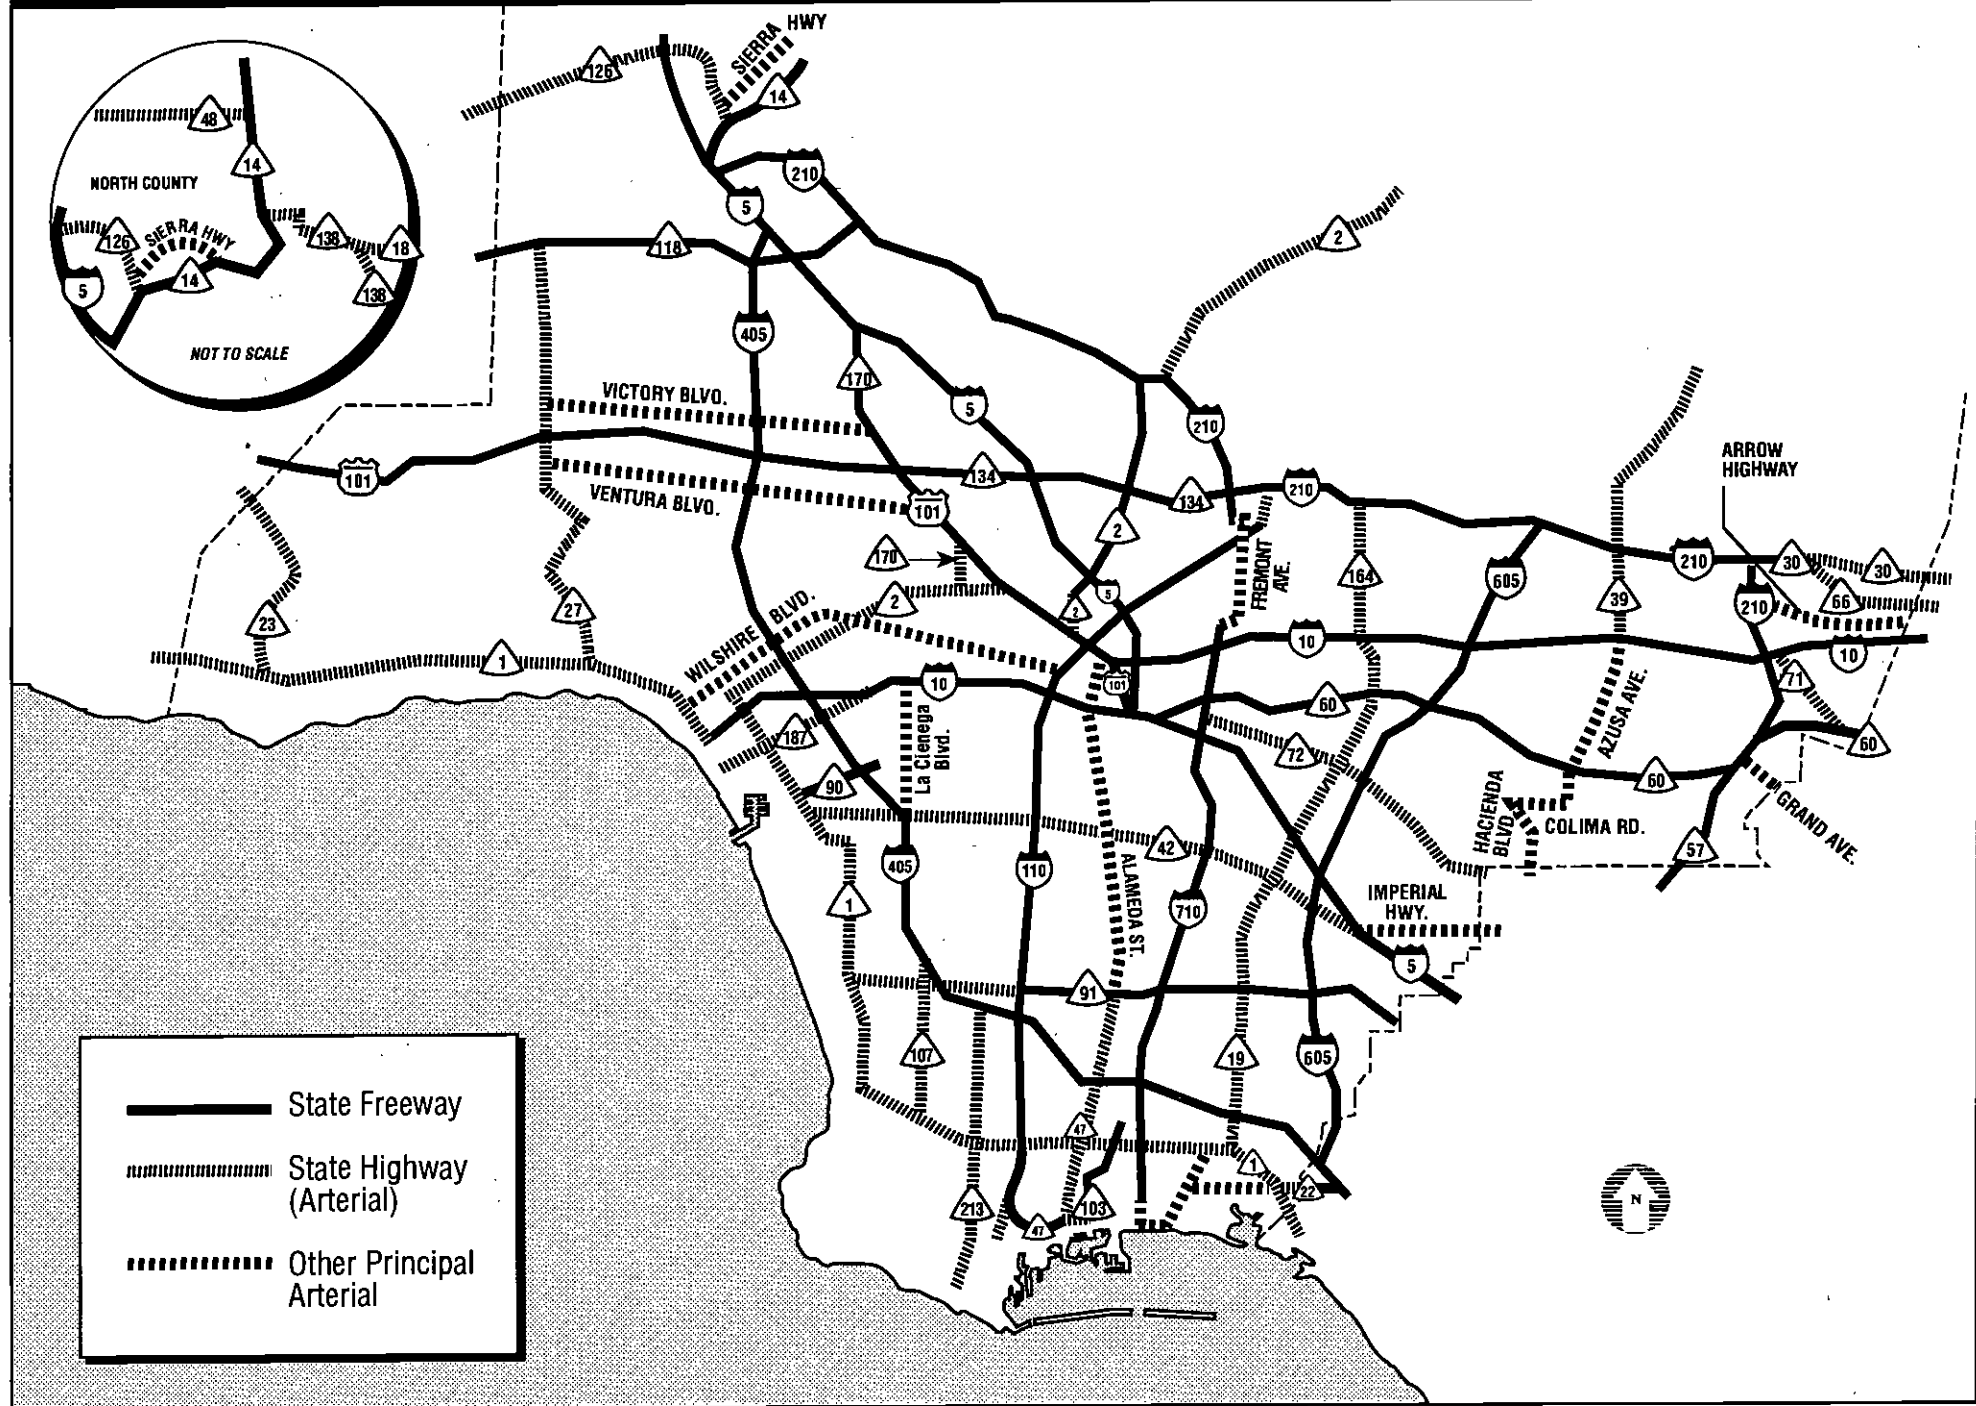 HWY
SIERRA
126
14
48
14
NORTH COUNTY
126
SIERRA HWY
138
18
14
5
138
NOT TO SCALE
210
5
118
2
405
170
5
VICTORY BLVD.
210
101
134
134
210
VENTURA BLVD.
101
2
170
FREMONT
AVE.
164
605
ARROW
HIGHWAY
210
30
30
210
66
39
5
2
2
23
27
WILSHIRE BLVD.
1
10
10
10
101
60
71
187
La Cienega
Blvd.
72
AZUSA AVE.
60
60
90
HACIENDA
BLVD.
COLIMA RD.
GRAND AVE.
57
42
405
110
ALAMEDA ST.
710
IMPERIAL
HWY.
1
5
91
107
19
605
47
1
22
213
103
47
N
State Freeway
State Highway
(Arterial)
Other Principal
Arterial